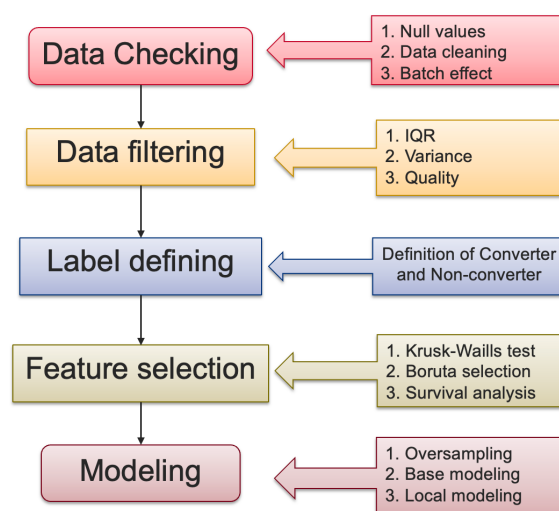 Data Checking
1. Null values
2. Data cleaning
3. Batch effect
Data filtering
1. IQR
2. Variance
3. Quality
Label defining
Definition of Converter
and Non-converter
Feature selection
1. Krusk-Waills test
2. Boruta selection
3. Survival analysis
Modeling
1. Oversampling
2. Base modeling
3. Local modeling